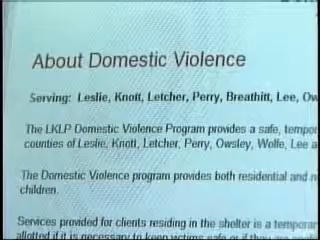 About Domestic Violence
Serving: Leslie, Knott, Letcher, Perry, Breathitt, Lee, Ow
The LKLP Domestic Violence Program provides a safe, tempor
counties of Leslie, Knott, Letcher, Perry, Owsley, Wolfe, Lee a
The Domestic Violence program provides both residential and n
children.
Services provided for clients residing in the shelter is a temporar
allotted if it is necessary to keep victims safe or if they are